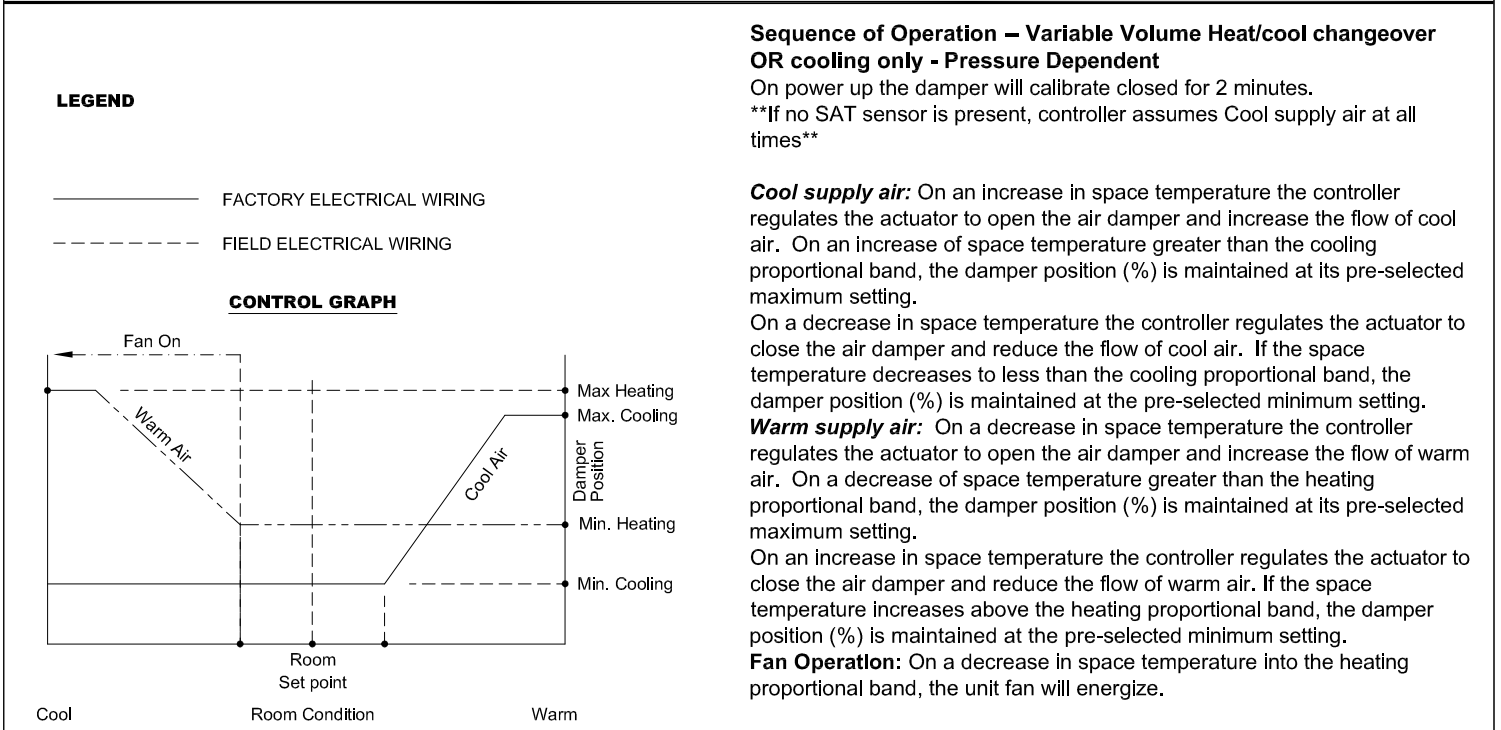 LEGEND
FACTORY ELECTRICAL WIRING
FIELD ELECTRICAL WIRING
CONTROL GRAPH
Fan On
Max Heating
Max. Cooling
Warm Air
Cool Air
Damper
Position
Min. Heating
Min. Cooling
Room
Set point
Cool
Room Condition
Warm
Sequence of Operation – Variable Volume Heat/cool changeover
OR cooling only - Pressure Dependent
On power up the damper will calibrate closed for 2 minutes.
**If no SAT sensor is present, controller assumes Cool supply air at all
times**
Cool supply air: On an increase in space temperature the controller
regulates the actuator to open the air damper and increase the flow of cool
air. On an increase of space temperature greater than the cooling
proportional band, the damper position (%) is maintained at its pre-selected
maximum setting.
On a decrease in space temperature the controller regulates the actuator to
close the air damper and reduce the flow of cool air. If the space
temperature decreases to less than the cooling proportional band, the
damper position (%) is maintained at the pre-selected minimum setting.
Warm supply air: On a decrease in space temperature the controller
regulates the actuator to open the air damper and increase the flow of warm
air. On a decrease of space temperature greater than the heating
proportional band, the damper position (%) is maintained at its pre-selected
maximum setting.
On an increase in space temperature the controller regulates the actuator to
close the air damper and reduce the flow of warm air. If the space
temperature increases above the heating proportional band, the damper
position (%) is maintained at the pre-selected minimum setting.
Fan Operation: On a decrease in space temperature into the heating
proportional band, the unit fan will energize.